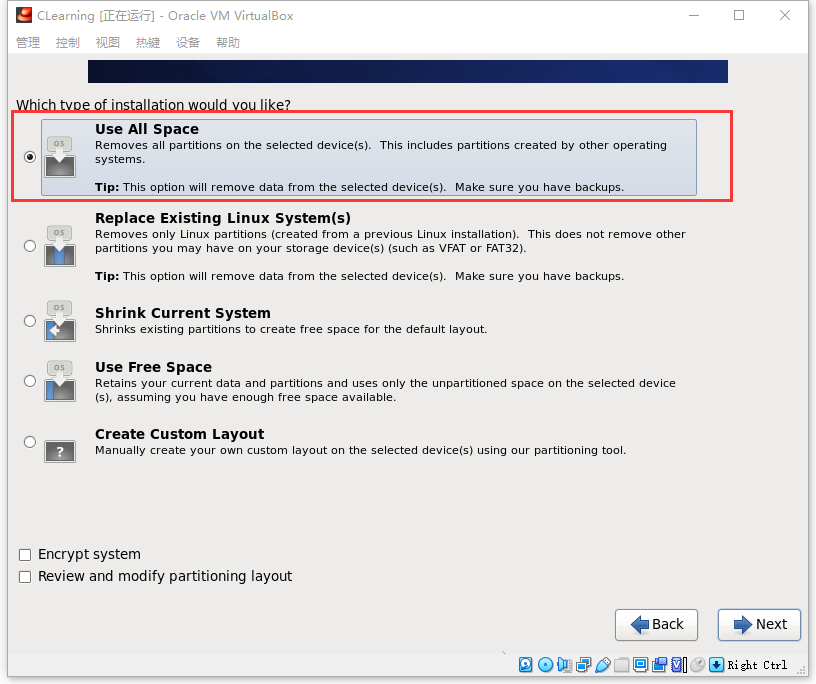 CLearning [正在运行] - Oracle VM VirtualBox
管理 控制 视图 热键 设备 帮助
Which type of installation would you like?
Use All Space
Removes all partitions on the selected device(s). This includes partitions created by other operating
systems.
Tip: This option will remove data from the selected device(s). Make sure you have backups.
Replace Existing Linux System(s)
Removes only Linux partitions (created from a previous Linux installation). This does not remove other
partitions you may have on your storage device(s) (such as VFAT or FAT32).
Tip: This option will remove data from the selected device(s). Make sure you have backups.
Shrink Current System
Shrinks existing partitions to create free space for the default layout.
Use Free Space
Retains your current data and partitions and uses only the unpartitioned space on the selected device
(s), assuming you have enough free space available.
Create Custom Layout
Manually create your own custom layout on the selected device(s) using our partitioning tool.
Encrypt system
Review and modify partitioning layout
Back Next
Right Ctrl